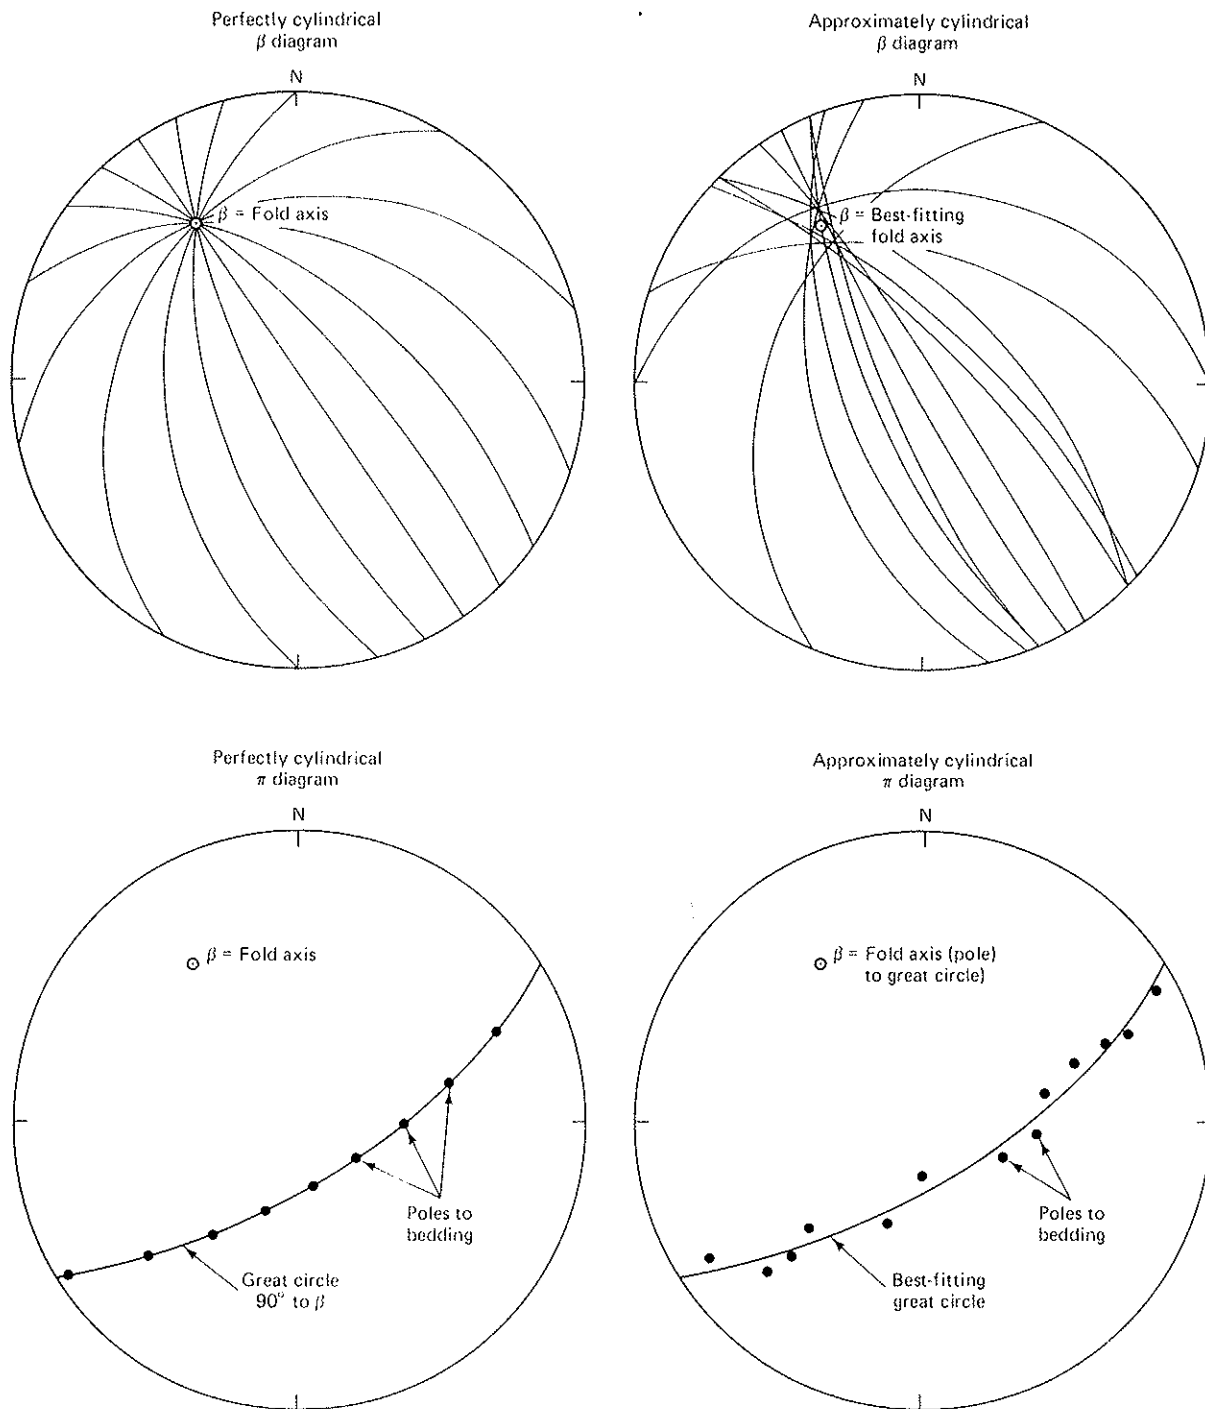 Perfectly cylindrical
β diagram
N
β = Fold axis
Approximately cylindrical
β diagram
N
β = Best-fitting
fold axis
Perfectly cylindrical
π diagram
N
β = Fold axis
Poles to
bedding
Great circle
90° to β
Approximately cylindrical
π diagram
N
β = Fold axis (pole)
to great circle)
Poles to
bedding
Best-fitting
great circle